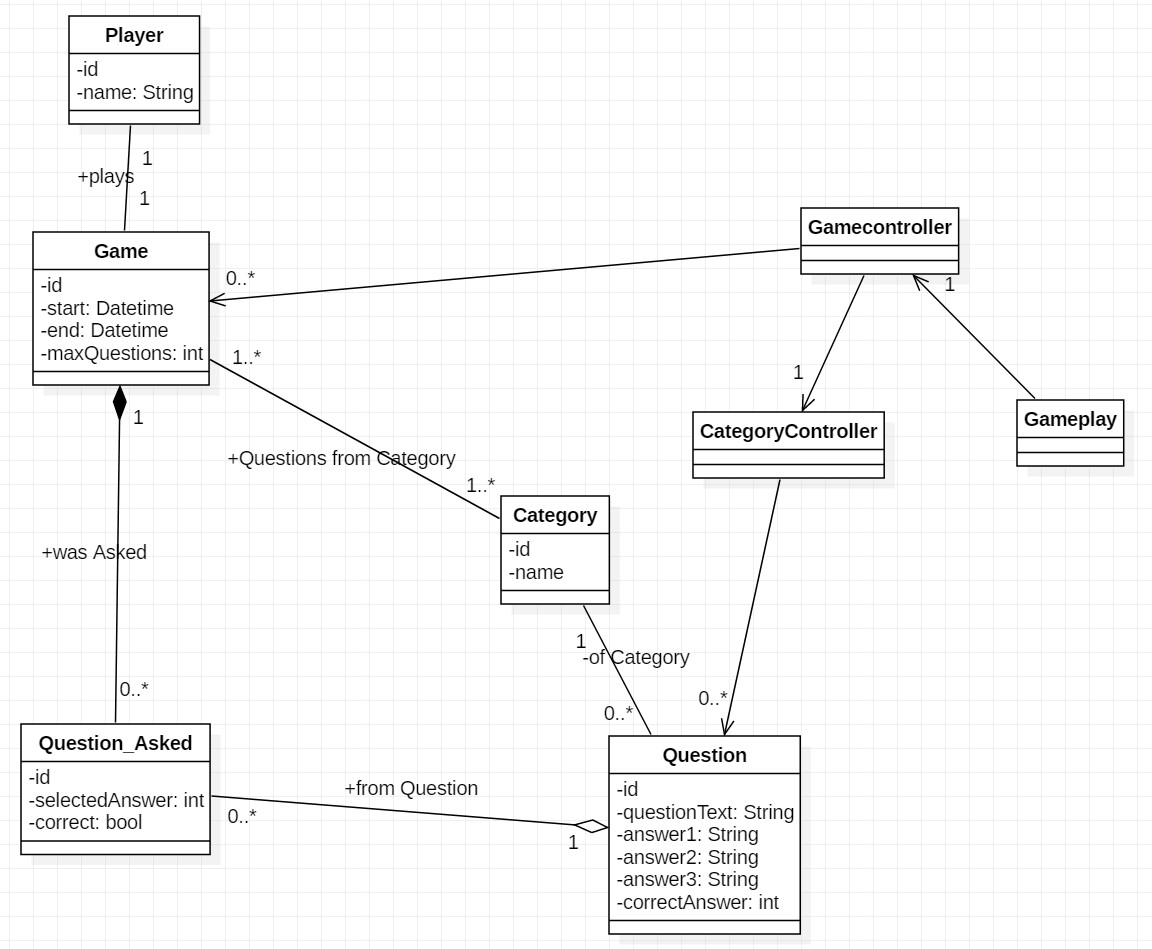 Player
-id
-name: String
1
+plays
1
Game
-id
-start: Datetime
-end: Datetime
-maxQuestions: int
0..*
Gamecontroller
1
1..*
1
CategoryController
Gameplay
1
+Questions from Category
1..*
Category
-id
-name
+was Asked
1
-of Category
0..*
0..*
0..*
Question_Asked
-id
-selectedAnswer: int
-correct: bool
+from Question
0..*
1
Question
-id
-questionText: String
-answer1: String
-answer2: String
-answer3: String
-correctAnswer: int